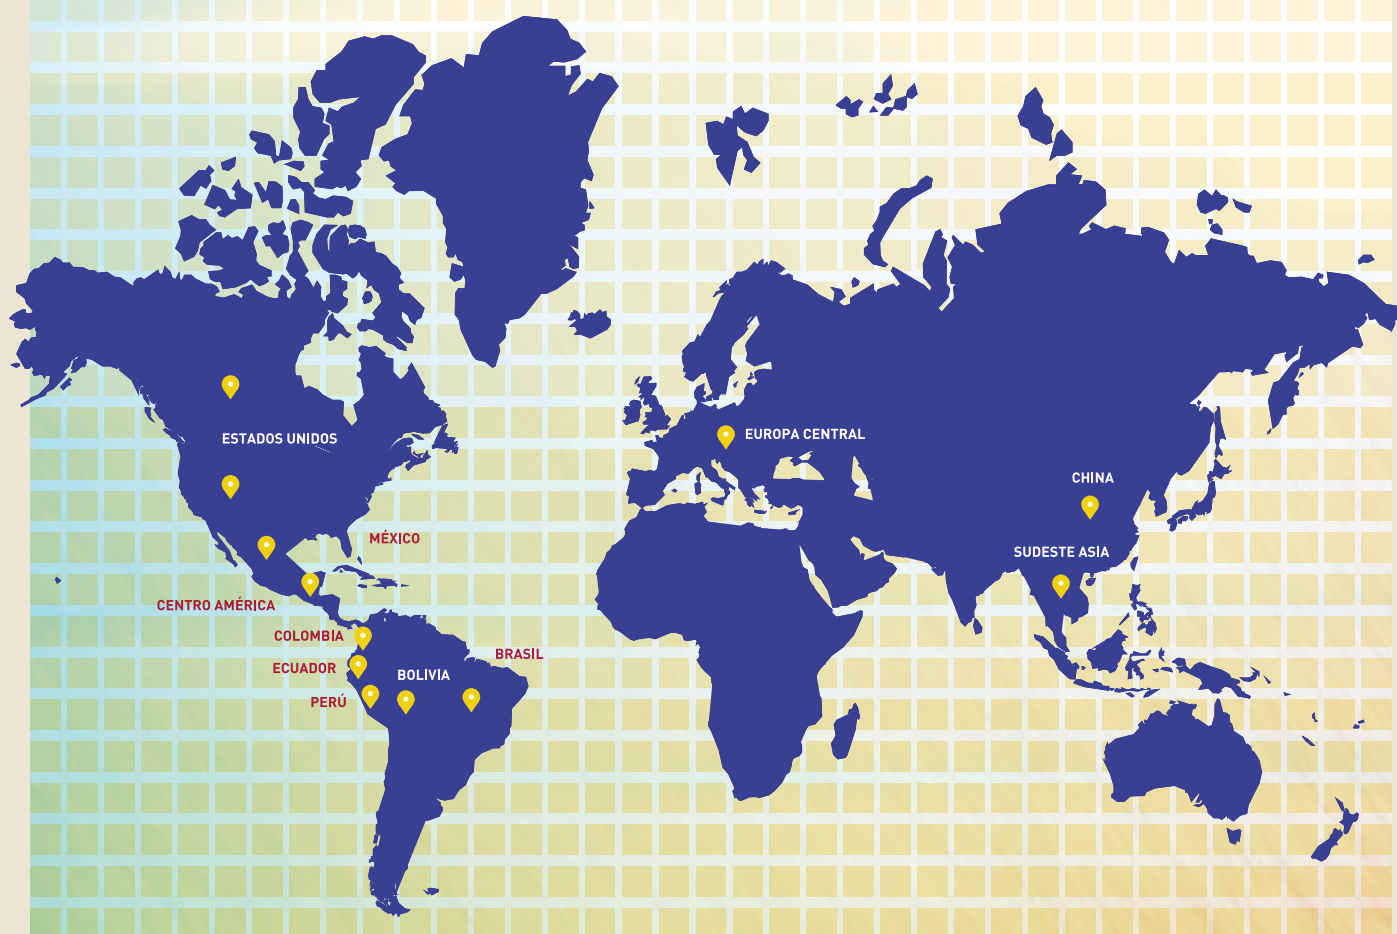 ESTADOS UNIDOS
EUROPA CENTRAL
CHINA
MÉXICO
SUDESTE ASIA
CENTRO AMÉRICA
COLOMBIA
BRASIL
ECUADOR
BOLIVIA
PERÚ